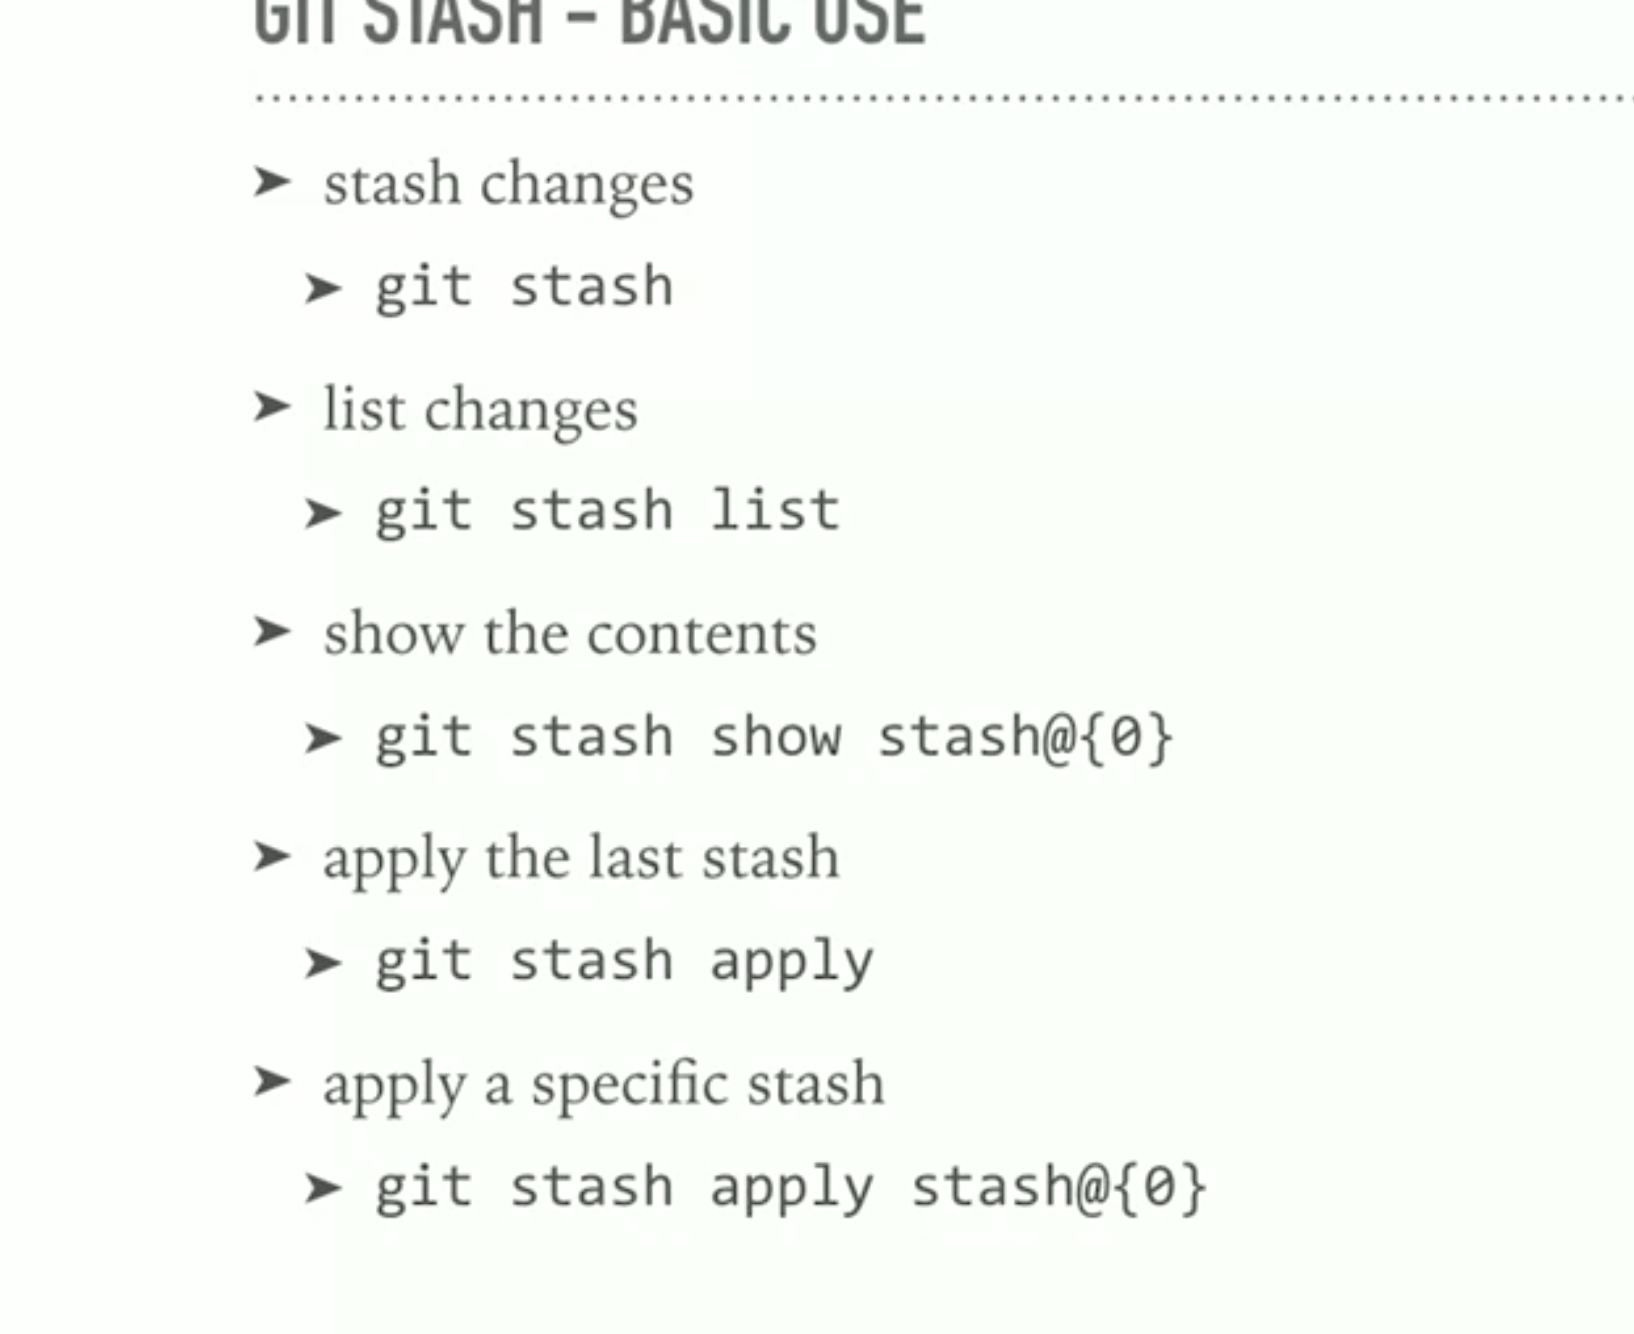 GIT STASH – BASIC USE
➤ stash changes
➤ git stash
➤ list changes
➤ git stash list
➤ show the contents
➤ git stash show stash@{0}
➤ apply the last stash
➤ git stash apply
➤ apply a specific stash
➤ git stash apply stash@{0}